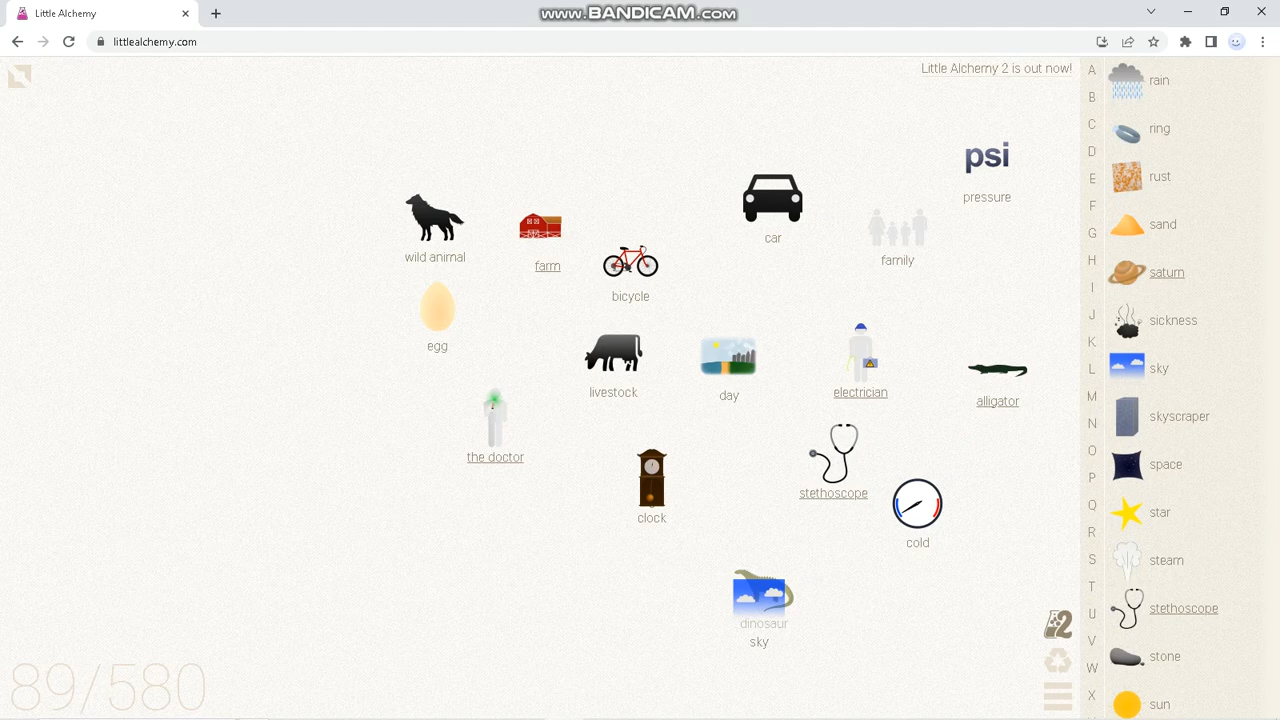 Little Alchemy
www.BANDICAM.com
littlealchemy.com
Little Alchemy 2 is out now!
psi
pressure
car
family
wild animal
farm
bicycle
egg
livestock
day
electrician
alligator
the doctor
clock
stethoscope
cold
dinosaur
sky
89/580
2
A
B
C
D
E
F
G
H
I
J
K
L
M
N
O
P
Q
R
S
T
U
V
W
X
rain
ring
rust
sand
saturn
sickness
sky
skyscraper
space
star
steam
stethoscope
stone
sun